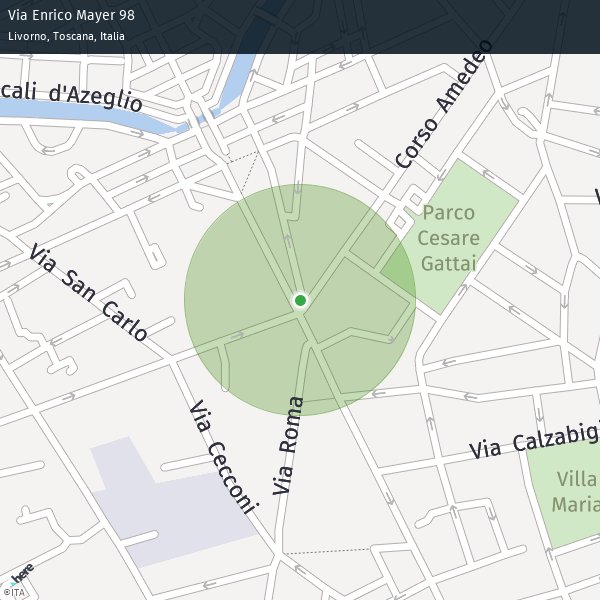 Via Enrico Mayer 98
Livorno, Toscana, Italia
cali d'Azeglio
Corso Amedeo
Parco
Cesare
Gattai
Via San Carlo
Via Cecconi
Via Roma
Via Calzabigi
Villa
Maria
here
©ITA